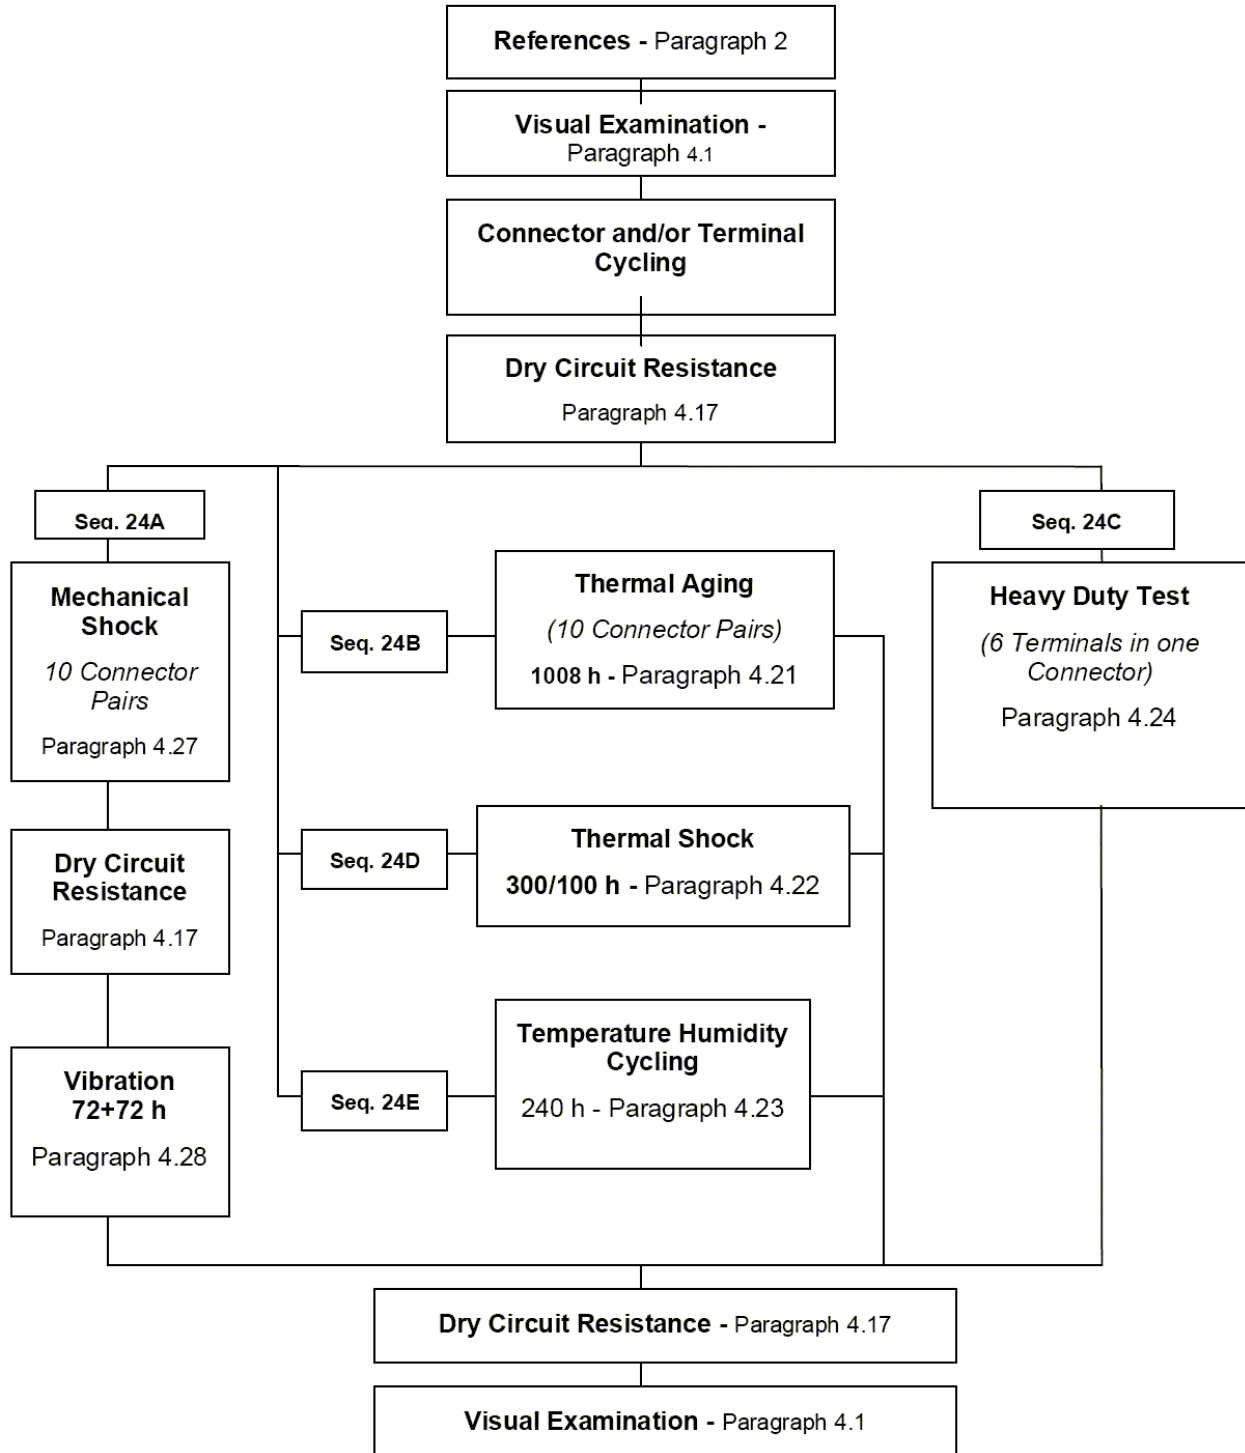 References - Paragraph 2
Visual Examination -
Paragraph 4.1
Connector and/or Terminal
Cycling
Dry Circuit Resistance
Paragraph 4.17
Seq. 24A
Mechanical
Shock
10 Connector
Pairs
Paragraph 4.27
Dry Circuit
Resistance
Paragraph 4.17
Vibration
72+72 h
Paragraph 4.28
Seq. 24B
Thermal Aging
(10 Connector Pairs)
1008 h - Paragraph 4.21
Seq. 24D
Thermal Shock
300/100 h - Paragraph 4.22
Seq. 24E
Temperature Humidity
Cycling
240 h - Paragraph 4.23
Seq. 24C
Heavy Duty Test
(6 Terminals in one
Connector)
Paragraph 4.24
Dry Circuit Resistance - Paragraph 4.17
Visual Examination - Paragraph 4.1